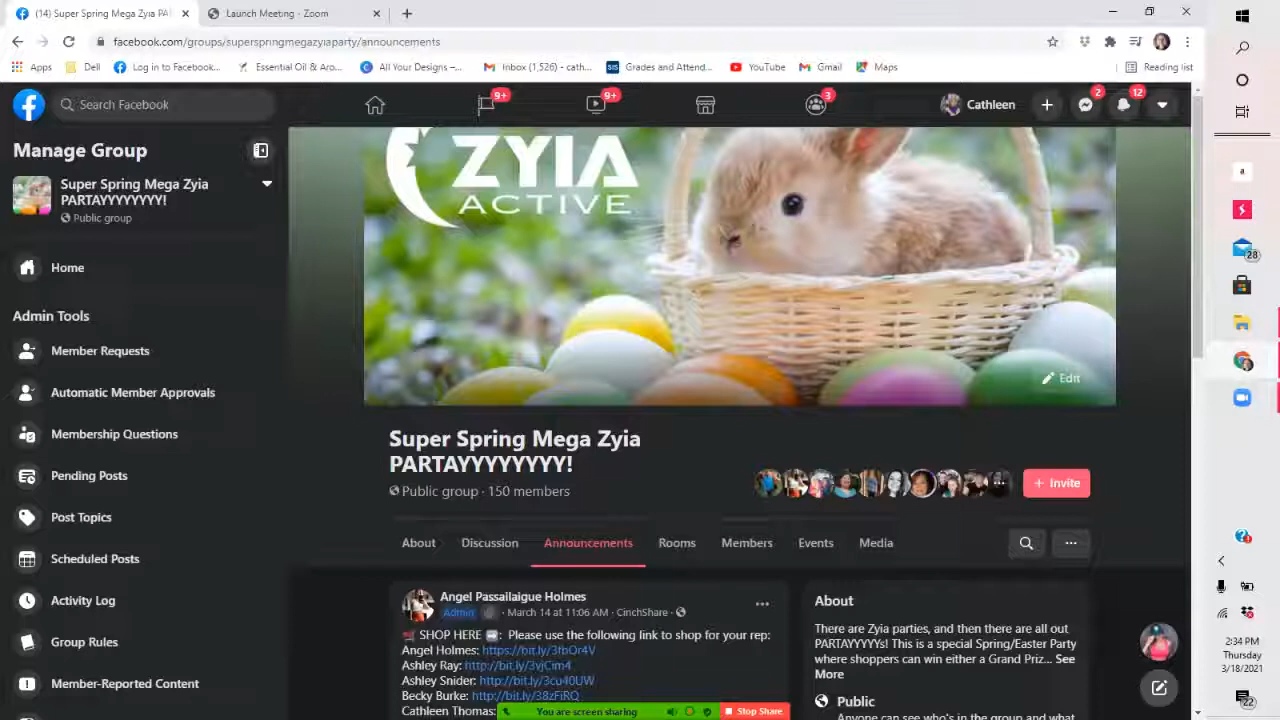 (14) Super Spring Mega Zyia PA
Launch Meeting - Zoom
facebook.com/groups/superspringmegazyiaparty/announcements
Apps
Dell
Log in to Facebook...
Essential Oil & Aro...
All Your Designs –...
Inbox (1,526) - cath...
SIS
Grades and Attend...
YouTube
Gmail
Maps
Reading list
Search Facebook
9+
9+
3
Cathleen
2
12
Manage Group
Super Spring Mega Zyia
PARTAYYYYYYYY!
Public group
Home
Admin Tools
Member Requests
Automatic Member Approvals
Membership Questions
Pending Posts
Post Topics
Scheduled Posts
Activity Log
Group Rules
Member-Reported Content
ZYIA
ACTIVE
Edit
Super Spring Mega Zyia
PARTAYYYYYYYY!
Public group · 150 members
+ Invite
About
Discussion
Announcements
Rooms
Members
Events
Media
Angel Passallaigue Holmes
Admin · March 14 at 11:06 AM · CinchShare ·
SHOP HERE : Please use the following link to shop for your rep:
Angel Holmes: https://bit.ly/3fbOr4V
Ashley Ray: http://bit.ly/3vjCim4
Ashley Snider: http://bit.ly/3cu40UW
Becky Burke: http://bit.ly/38zFiRQ
Cathleen Thomas:
About
There are Zyia parties, and then there are all out
PARTAYYYYs! This is a special Spring/Easter Party
where shoppers can win either a Grand Priz... See
More
Public
Anyone can see who's in the group and what
You are screen sharing
Stop Share
a
28
2:34 PM
Thursday
3/18/2021
22